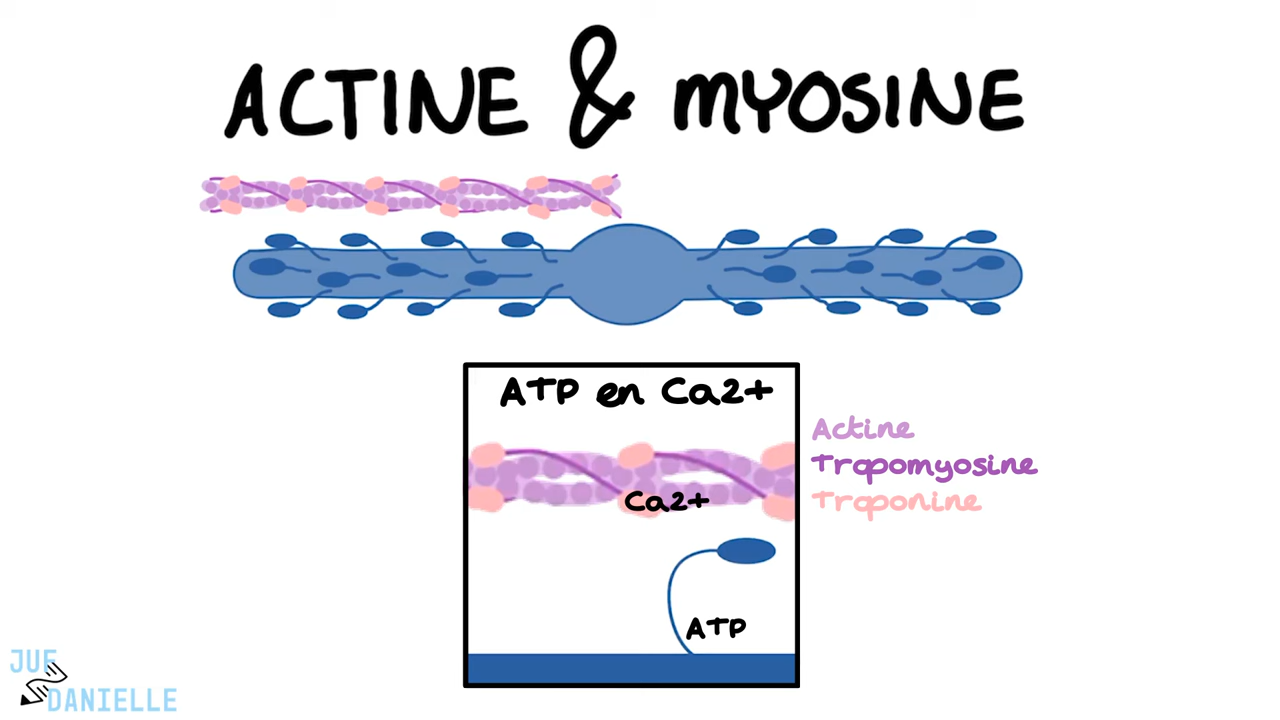 ACTINE & MYOSINE
ATP en Ca2+
Actine
Tropomyosine
Troponine
Ca2+
ATP
JUF
DANIELLE